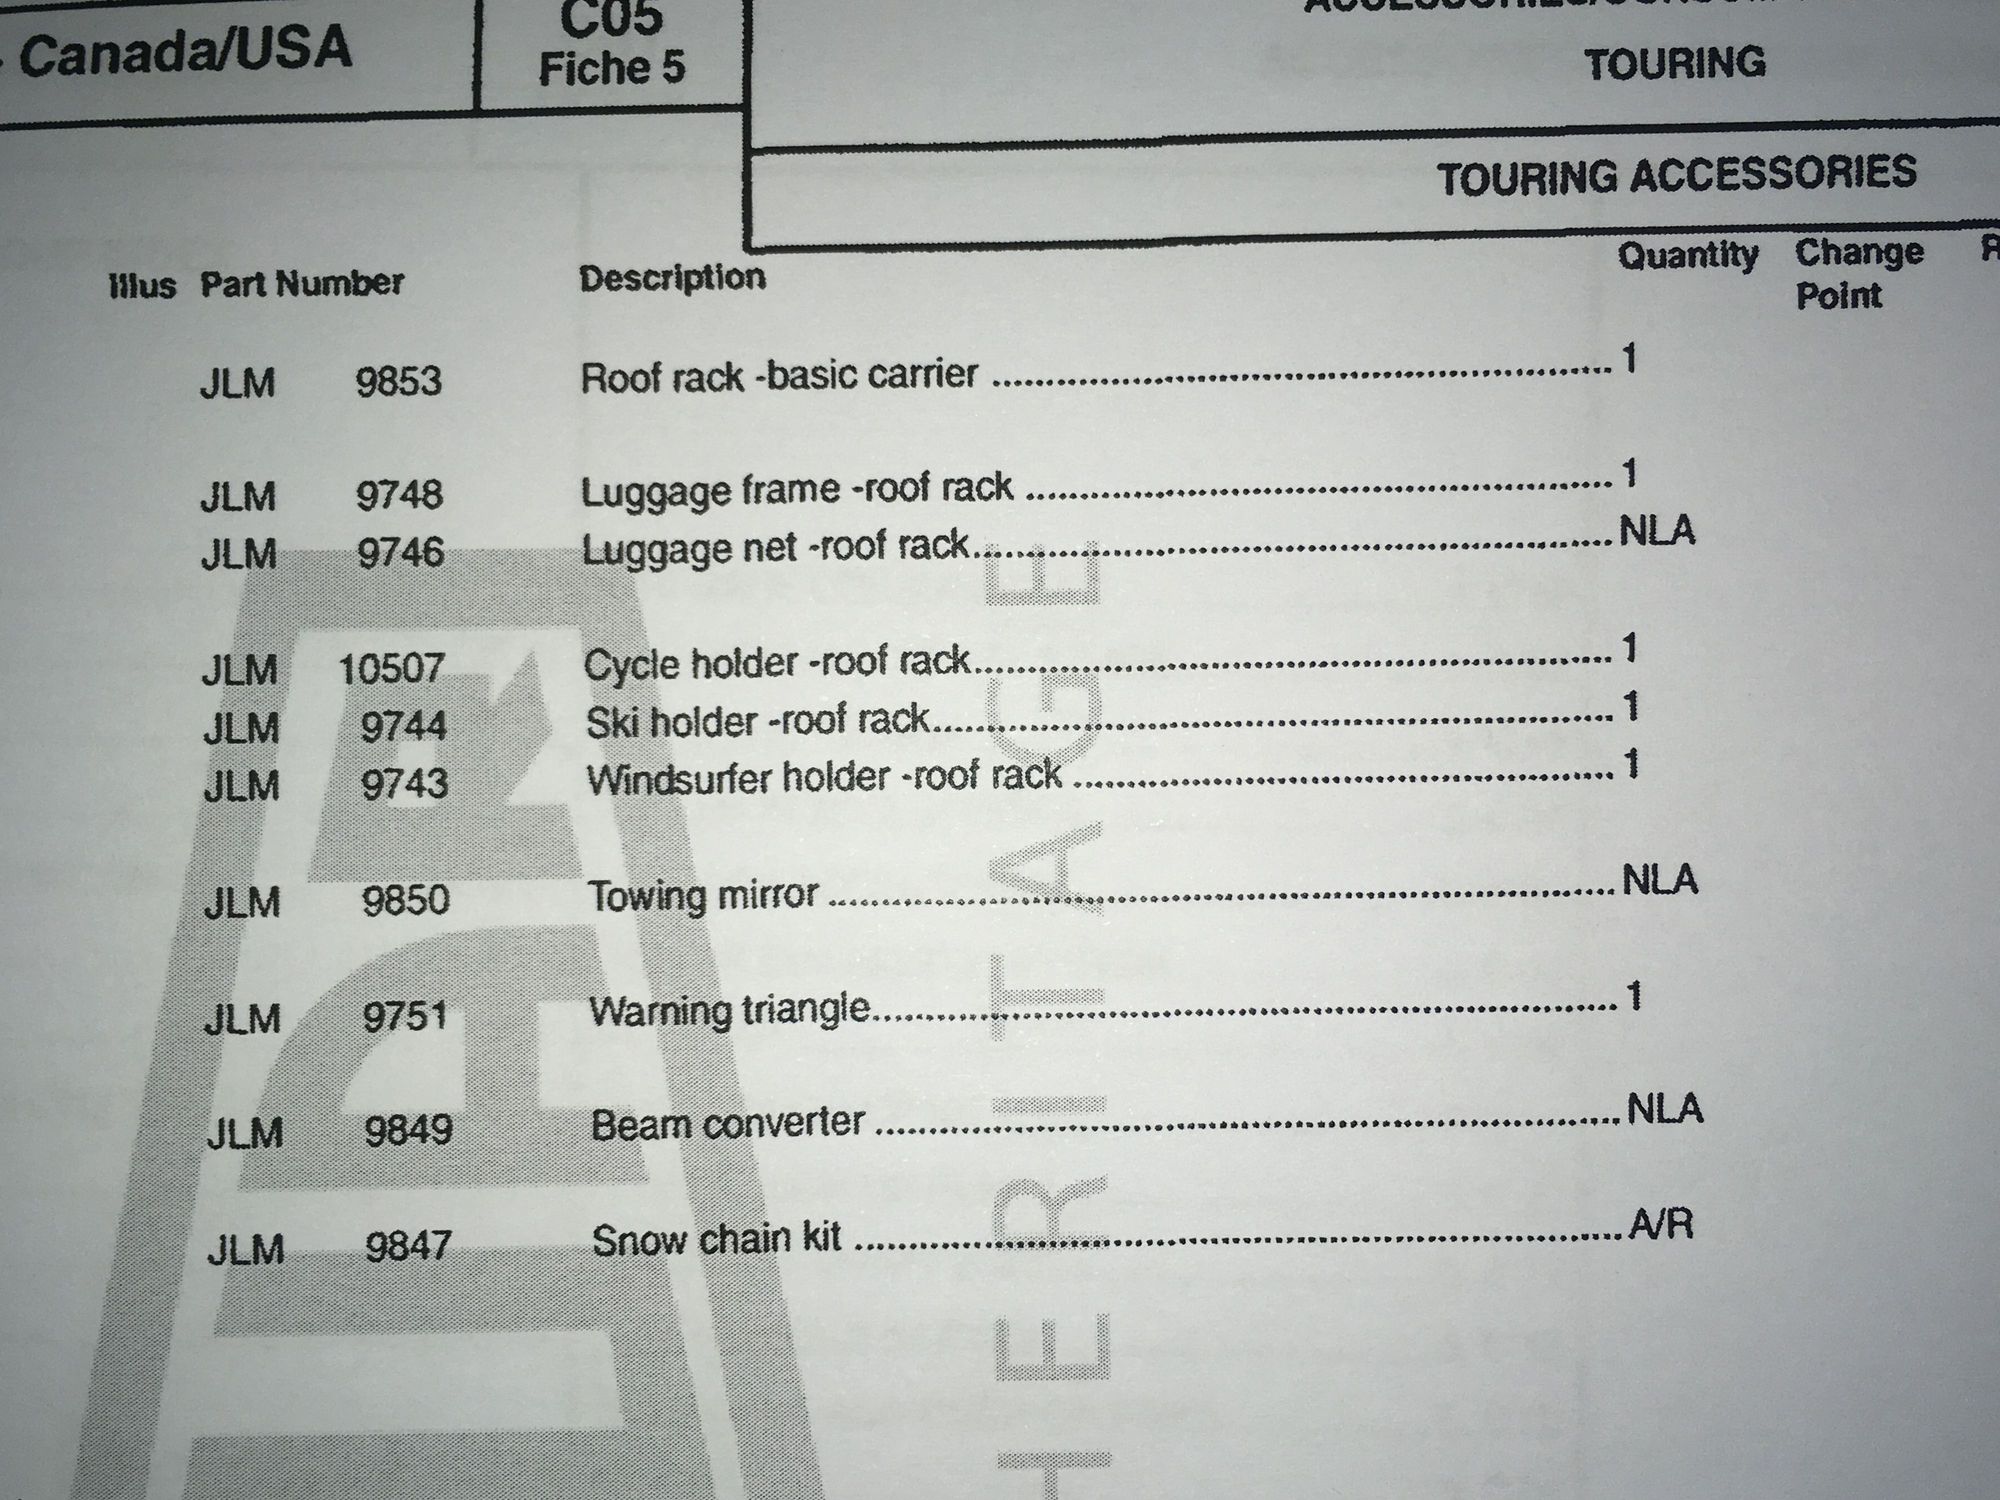 Canada/USA
C05
Fiche 5
TOURING
TOURING ACCESSORIES
Illus Part Number Description Quantity Change Point
JLM 9853 Roof rack -basic carrier 1
JLM 9748 Luggage frame -roof rack 1
JLM 9746 Luggage net -roof rack NLA
JLM 10507 Cycle holder -roof rack 1
JLM 9744 Ski holder -roof rack 1
JLM 9743 Windsurfer holder -roof rack 1
JLM 9850 Towing mirror NLA
JLM 9751 Warning triangle 1
JLM 9849 Beam converter NLA
JLM 9847 Snow chain kit A/R
HERITAGE